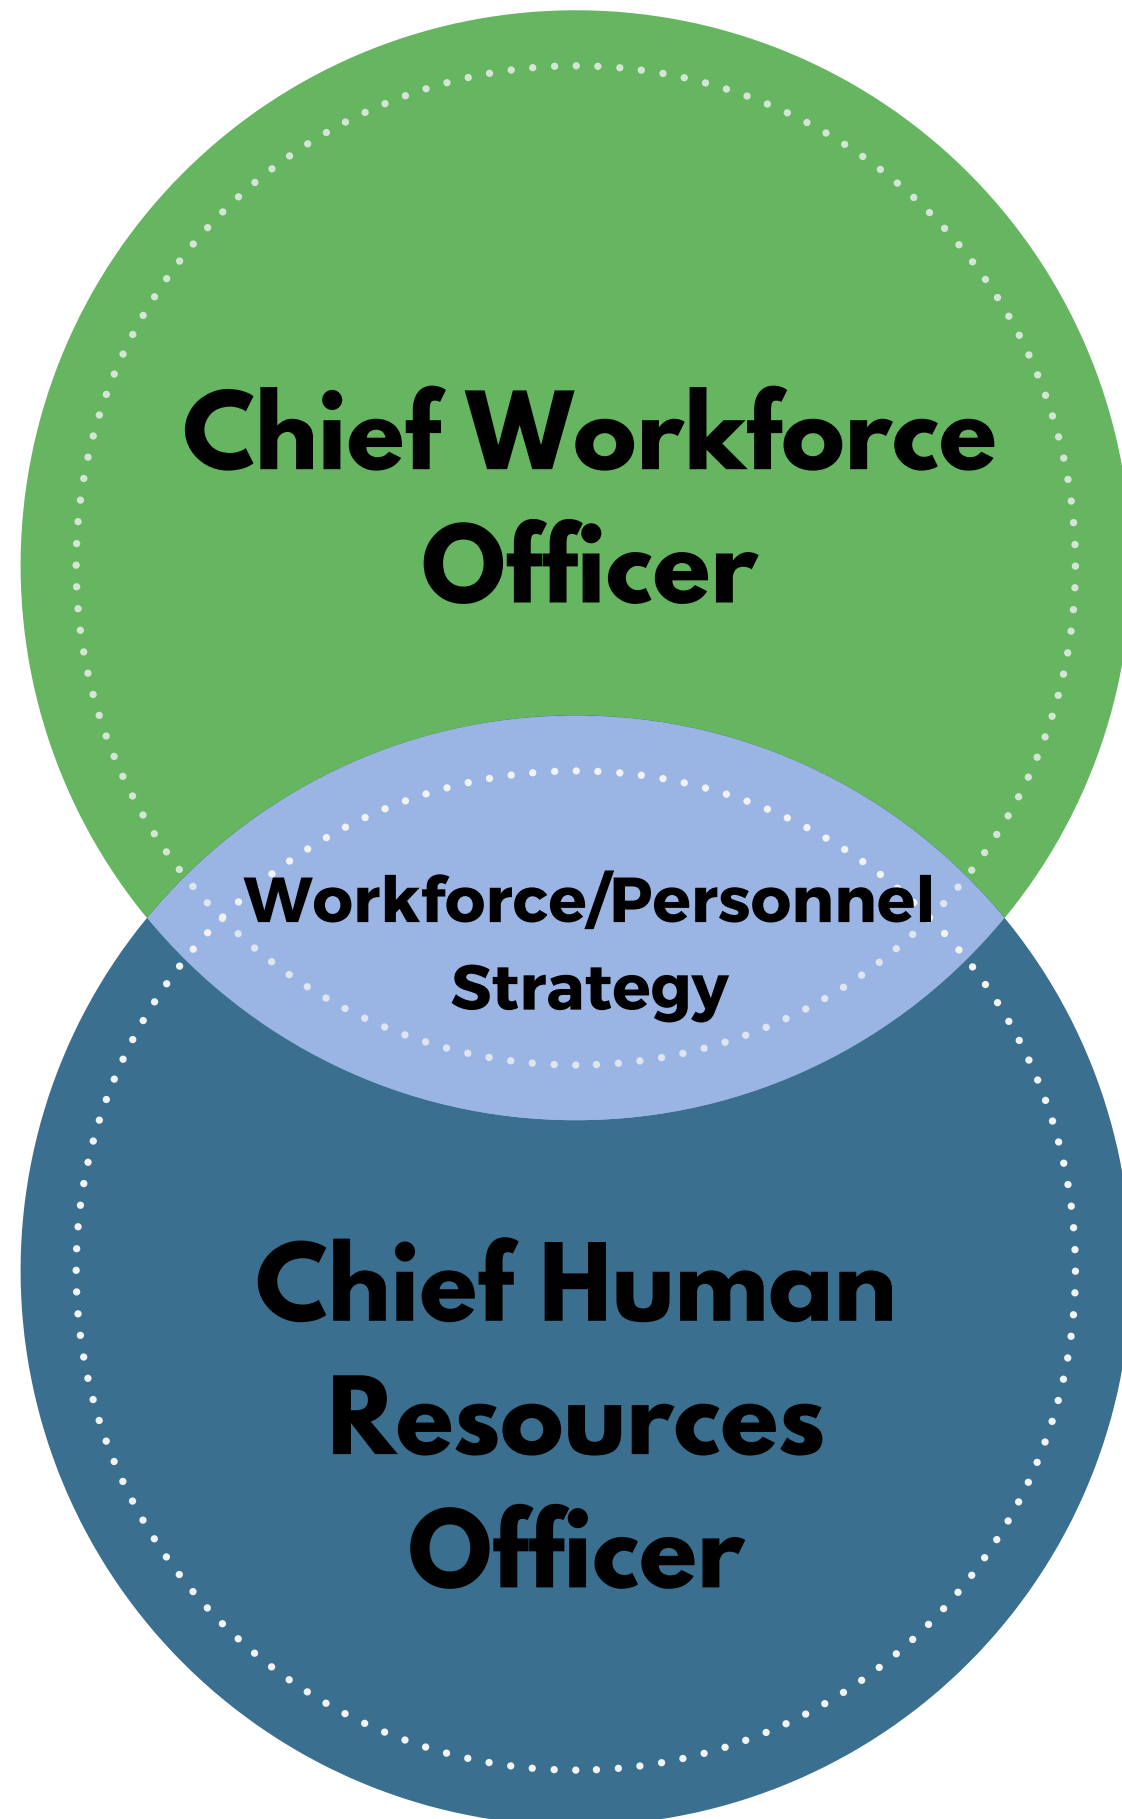 Chief Workforce
Officer
Workforce/Personnel
Strategy
Chief Human
Resources
Officer